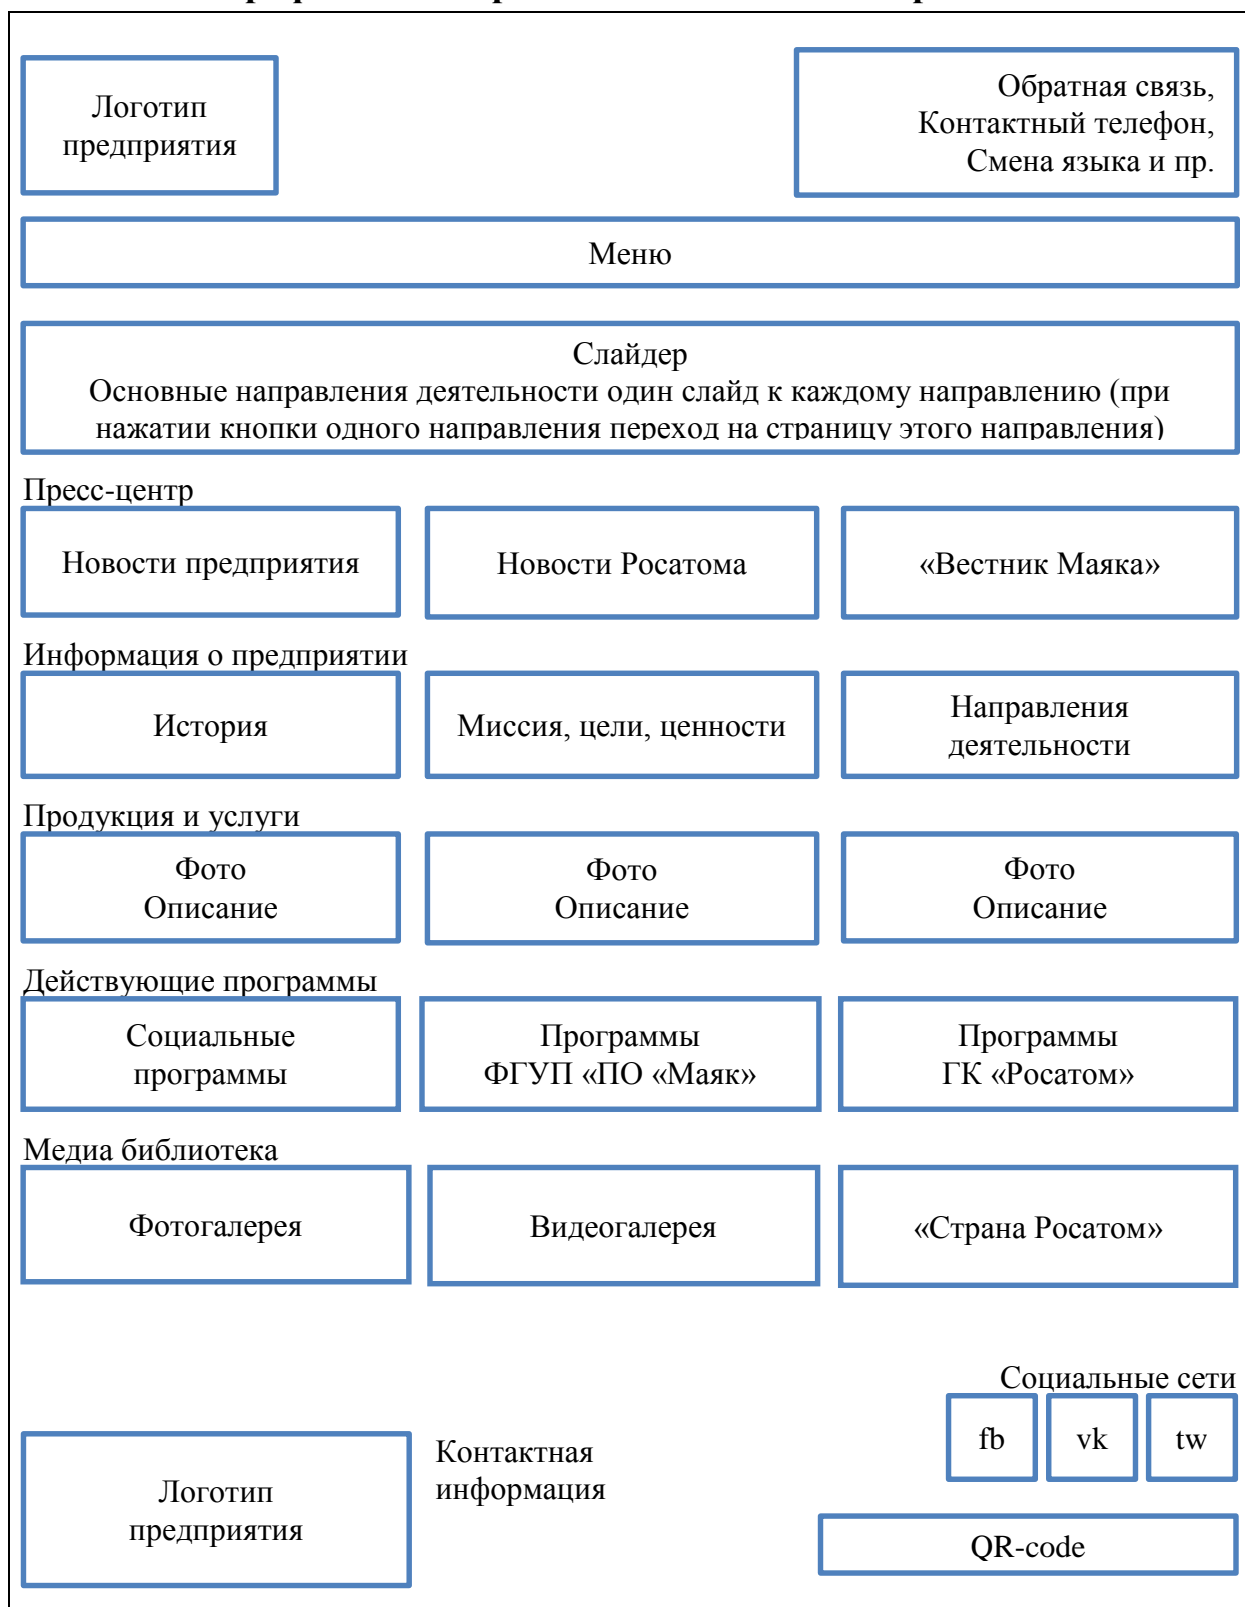 Логотип
предприятия
Обратная связь,
Контактный телефон,
Смена языка и пр.
Меню
Слайдер
Основные направления деятельности один слайд к каждому направлению (при
нажатии кнопки одного направления переход на страницу этого направления)
Пресс-центр
Новости предприятия
Новости Росатома
«Вестник Маяка»
Информация о предприятии
История
Миссия, цели, ценности
Направления
деятельности
Продукция и услуги
Фото
Описание
Фото
Описание
Фото
Описание
Действующие программы
Социальные
программы
Программы
ФГУП «ПО «Маяк»
Программы
ГК «Росатом»
Медиа библиотека
Фотогалерея
Видеогалерея
«Страна Росатом»
Социальные сети
fb
vk
tw
Контактная
информация
Логотип
предприятия
QR-code